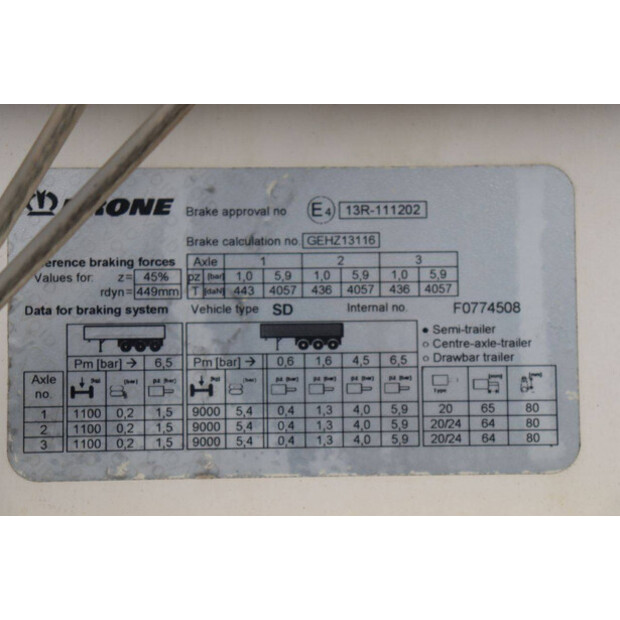 KRONE Brake approval no E4 13R-111202
Brake calculation no GEHZ13116
erence braking forces Axle 1 2 3
Values for: z= 45% pz [bar] 1,0 5,9 1,0 5,9 1,0 5,9
rdyn= 449mm T [daN] 443 4057 436 4057 436 4057
Data for braking system Vehicle type SD Internal no. F0774508
• Semi-trailer
○ Centre-axle-trailer
○ Drawbar trailer
Pm [bar] → 6,5 Pm [bar] → 0,6 1,6 4,5 6,5
Axle no.
1 1100 0,2 1,5 9000 5,4 0,4 1,3 4,0 5,9 20 65 80
2 1100 0,2 1,5 9000 5,4 0,4 1,3 4,0 5,9 20/24 64 80
3 1100 0,2 1,5 9000 5,4 0,4 1,3 4,0 5,9 20/24 64 80